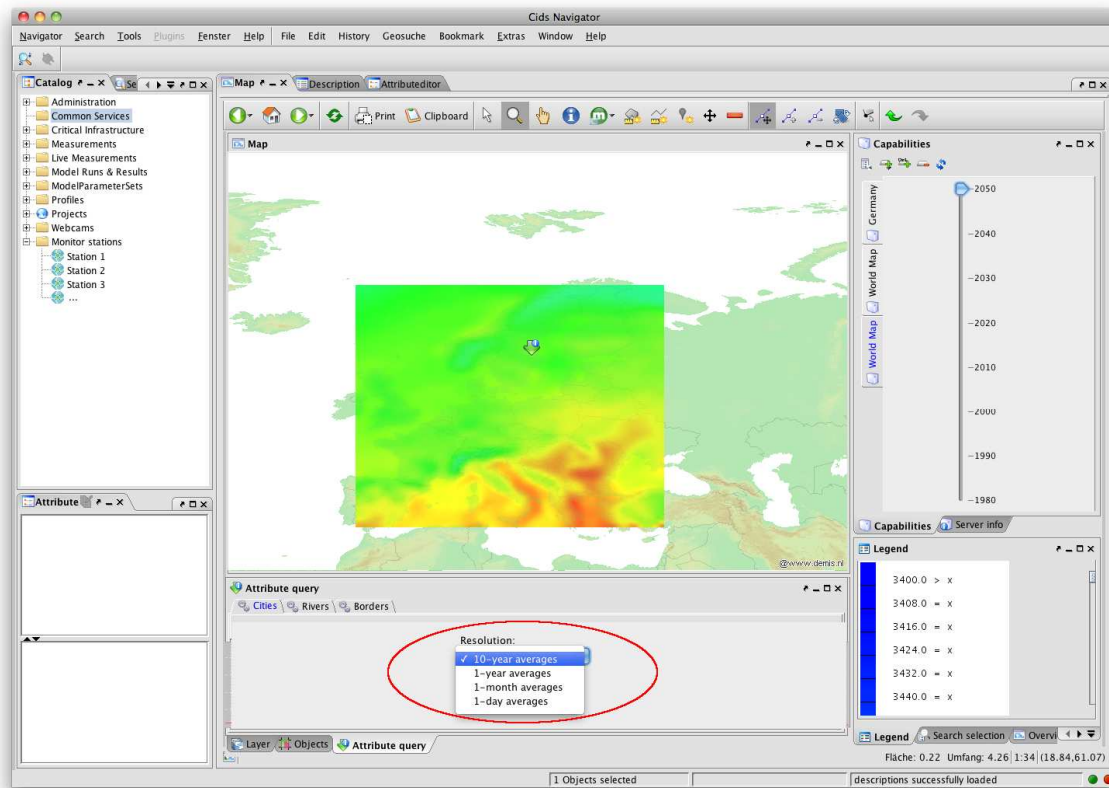 Cids Navigator
Navigator Search Tools Plugins Fenster Help File Edit History Geosuche Bookmark Extras Window Help
Catalog Se Map Description Attributeditor
Print Clipboard
Administration
Common Services
Critical Infrastructure
Measurements
Live Measurements
Model Runs & Results
ModelParameterSets
Profiles
Projects
Webcams
Monitor stations
Station 1
Station 2
Station 3
...
Attribute
Map
@www.demis.nl
Attribute query
Cities Rivers Borders
Resolution:
✓ 10-year averages
1-year averages
1-month averages
1-day averages
Layer Objects Attribute query
Capabilities
Germany
World Map
World Map
2050
2040
2030
2020
2010
2000
1990
1980
Capabilities Server info
Legend
3400.0 > x
3408.0 = x
3416.0 = x
3424.0 = x
3432.0 = x
3440.0 = x
Legend Search selection Overvi
Fläche: 0.22 Umfang: 4.26 1:34 (18.84,61.07)
1 Objects selected descriptions successfully loaded